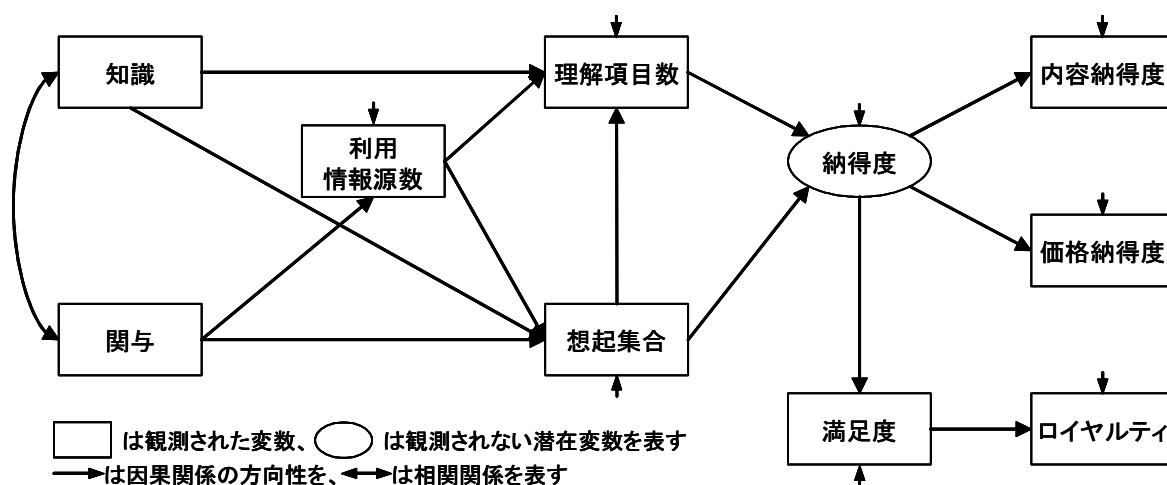 知識
理解項目数
内容納得度
利用
情報源数
納得度
価格納得度
関与
想起集合
満足度
ロイヤルティ
は観測された変数、
は観測されない潜在変数を表す
は因果関係の方向性を、
は相関関係を表す